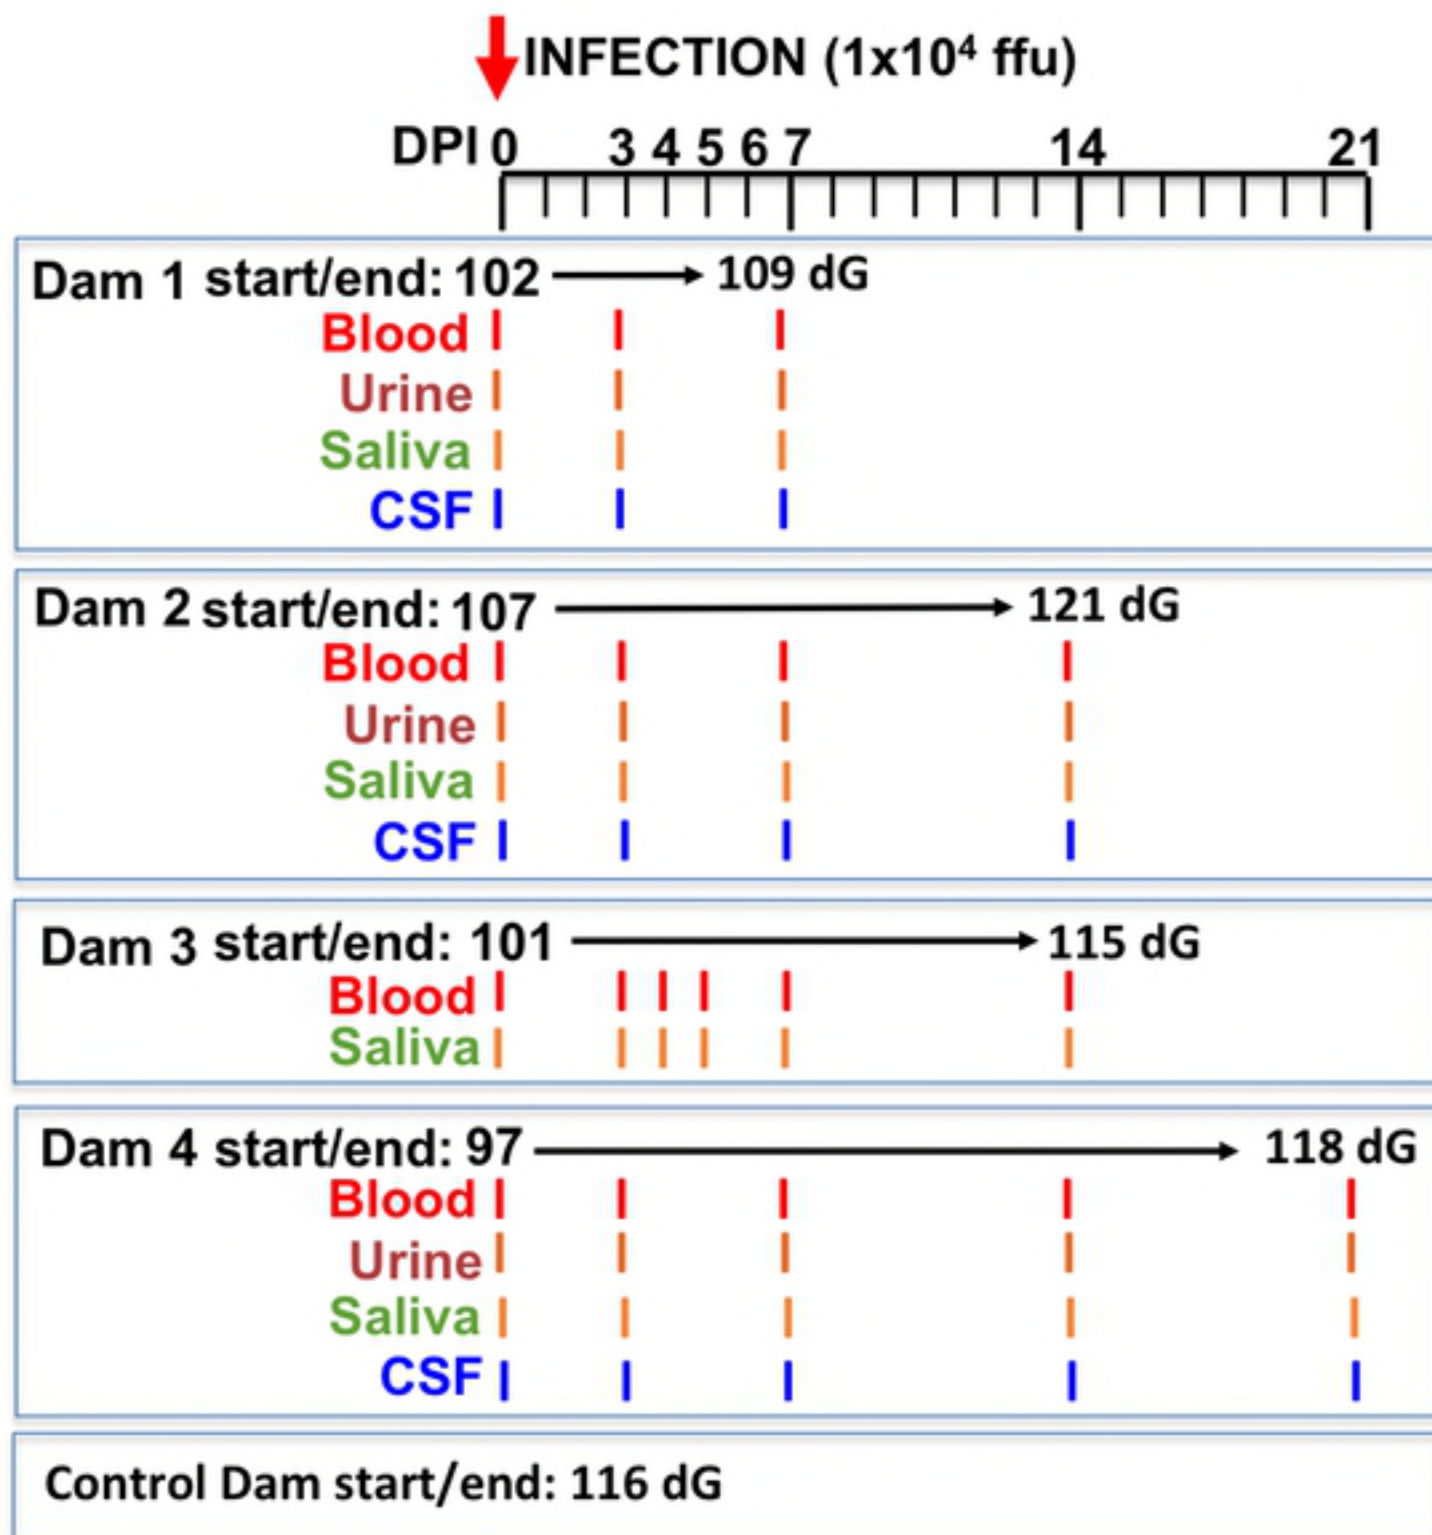 INFECTION (1x10⁴ ffu)
DPI 0 3 4 5 6 7 14 21
Dam 1 start/end: 102 109 dG
Blood
Urine
Saliva
CSF
Dam 2 start/end: 107 121 dG
Blood
Urine
Saliva
CSF
Dam 3 start/end: 101 115 dG
Blood
Saliva
Dam 4 start/end: 97 118 dG
Blood
Urine
Saliva
CSF
Control Dam start/end: 116 dG